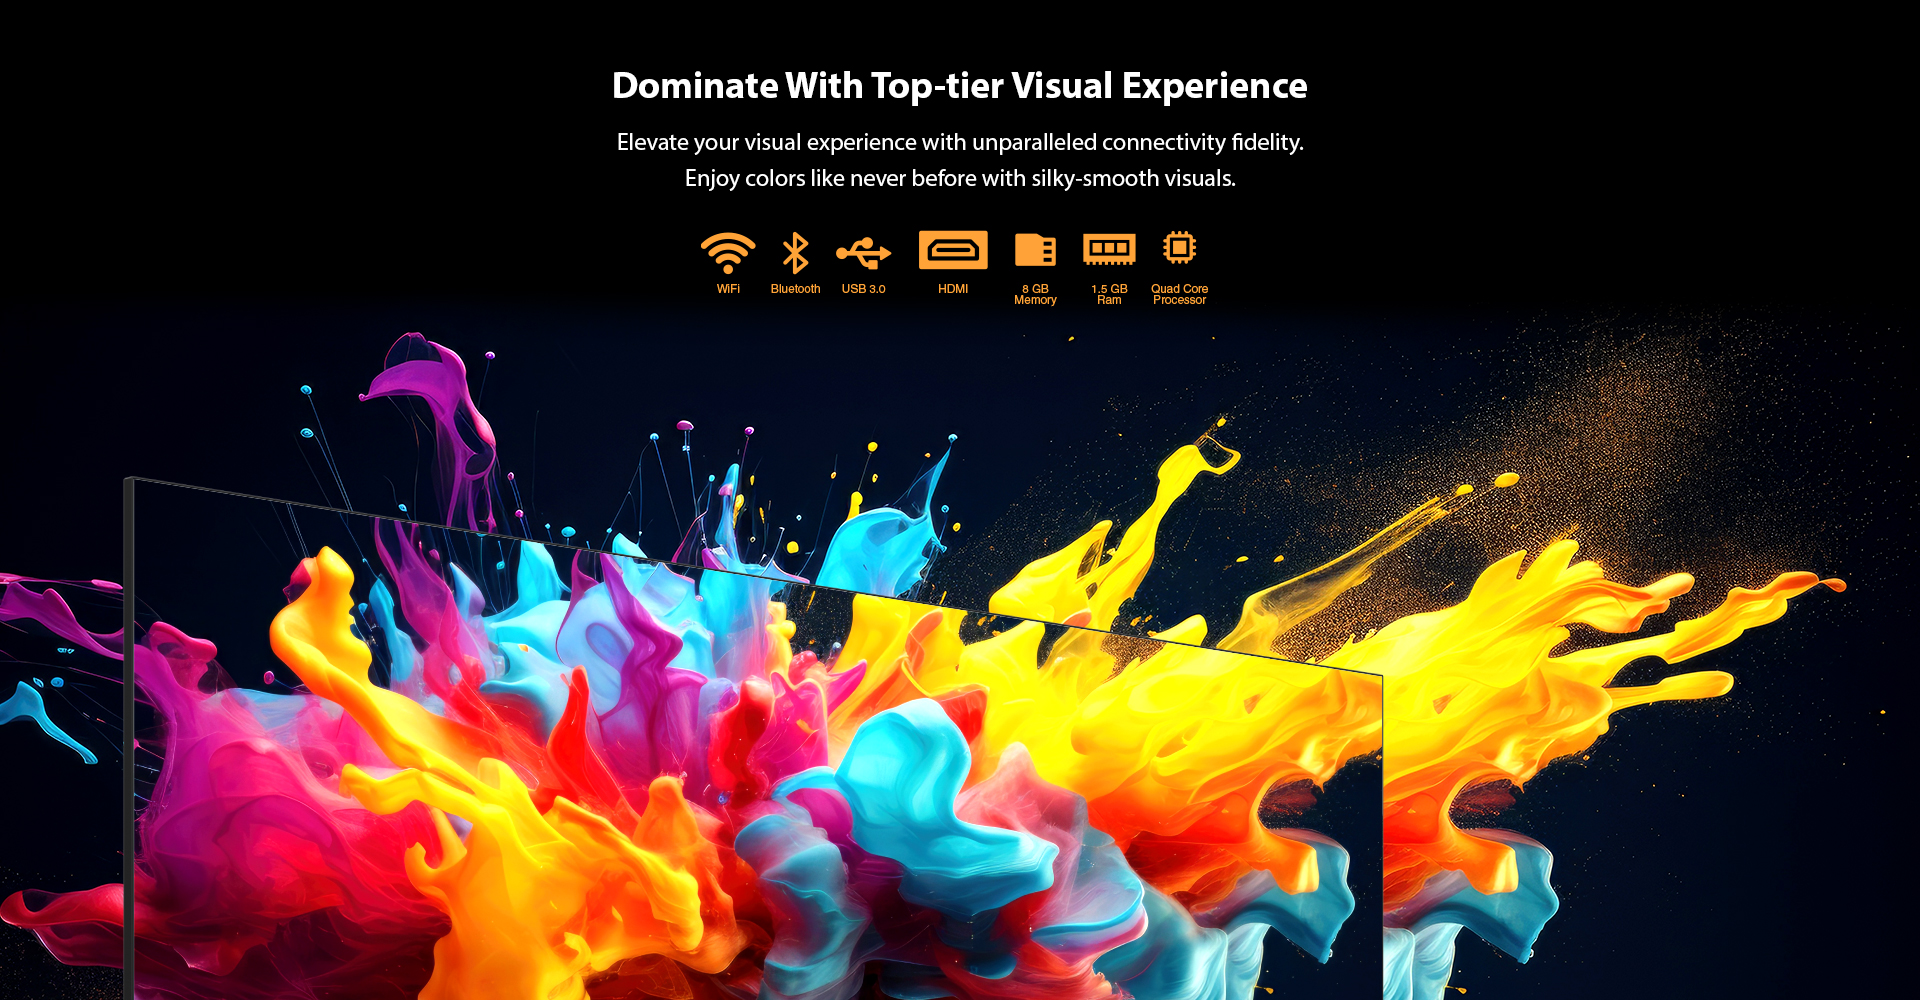 Dominate With Top-tier Visual Experience
Elevate your visual experience with unparalleled connectivity fidelity.
Enjoy colors like never before with silky-smooth visuals.
WiFi
Bluetooth
USB 3.0
HDMI
8 GB
Memory
1.5 GB
Ram
Quad Core
Processor